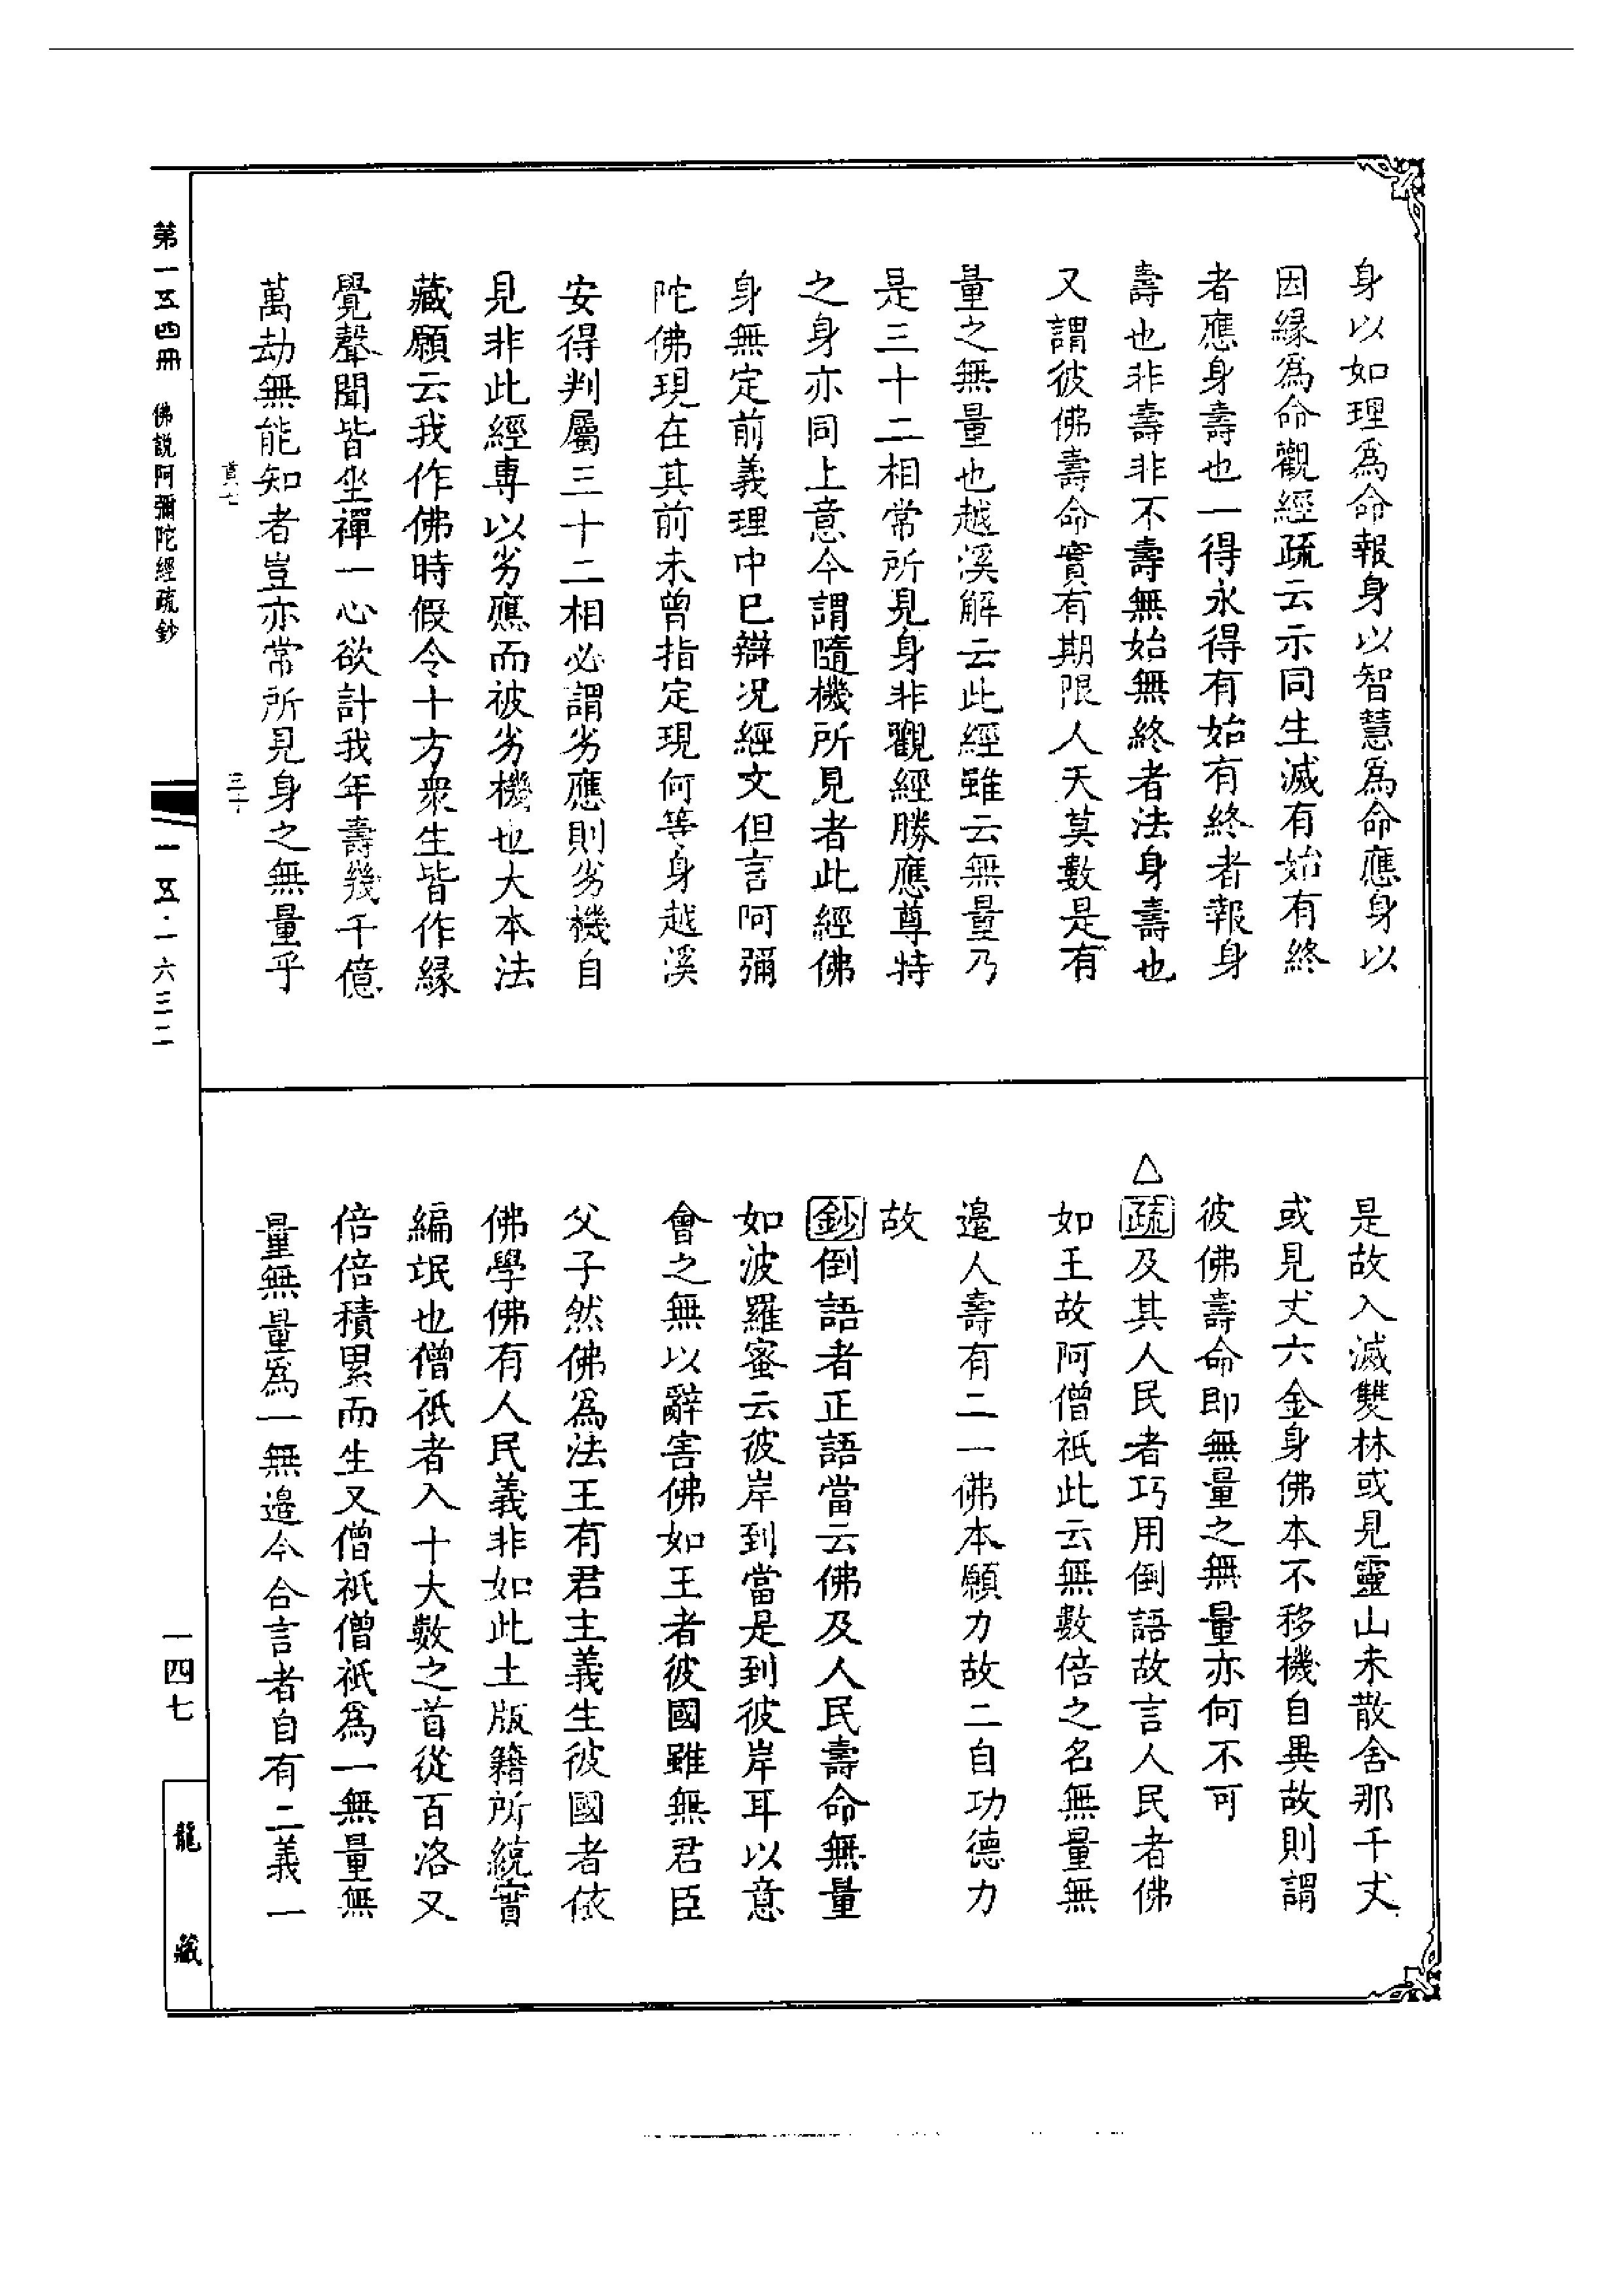 身以如理爲命報身以智慧爲命應身以
因緣爲命觀經疏云示同生滅有始有終
者應身壽也一得永得有始有終者報身
壽也非壽非不壽無始無終者法身壽也
又謂彼佛壽命實有期限人天莫數是有
量之無量也越溪解云此經雖云無量乃
是三十二相常所見身非觀經勝應尊特
之身亦同上意今謂隨機所見者此經佛
身無定前義理中巳辯况經文但言阿彌
陀佛現在其前未曾指定現何等身越溪
安得判屬三十二相必謂劣應則劣機自
見非此經專以劣應而被劣機也大本法
藏願云我作佛時假令十方衆生皆作緣
覺聲聞皆坐禪一心欲計我年壽幾千億
萬劫無能知者豈亦常所見身之無量乎
是故入滅雙林或見靈山未散舍那千丈
或見丈六金身佛本不移機自異故則謂
彼佛壽命即無量之無量亦何不可
△疏及其人民者巧用倒語故言人民者佛
如王故阿僧祇此云無數倍之名無量無
邊人壽有二一佛本願力故二自功德力
故
鈔倒語者正語當云佛及人民壽命無量
如波羅蜜云彼岸到當是到彼岸耳以意
會之無以辭害佛如王者彼國雖無君臣
父子然佛爲法王有君主義生彼國者依
佛學佛有人民義非如此土版籍所統實
編氓也僧祇者入十大數之首從百洛叉
倍倍積累而生又僧祇僧祇爲一無量無
量無量爲一無邊今合言者自有二義一
第一五四冊 佛說阿彌陀經疏鈔
三十
一五·一六三二
一四七
龍藏